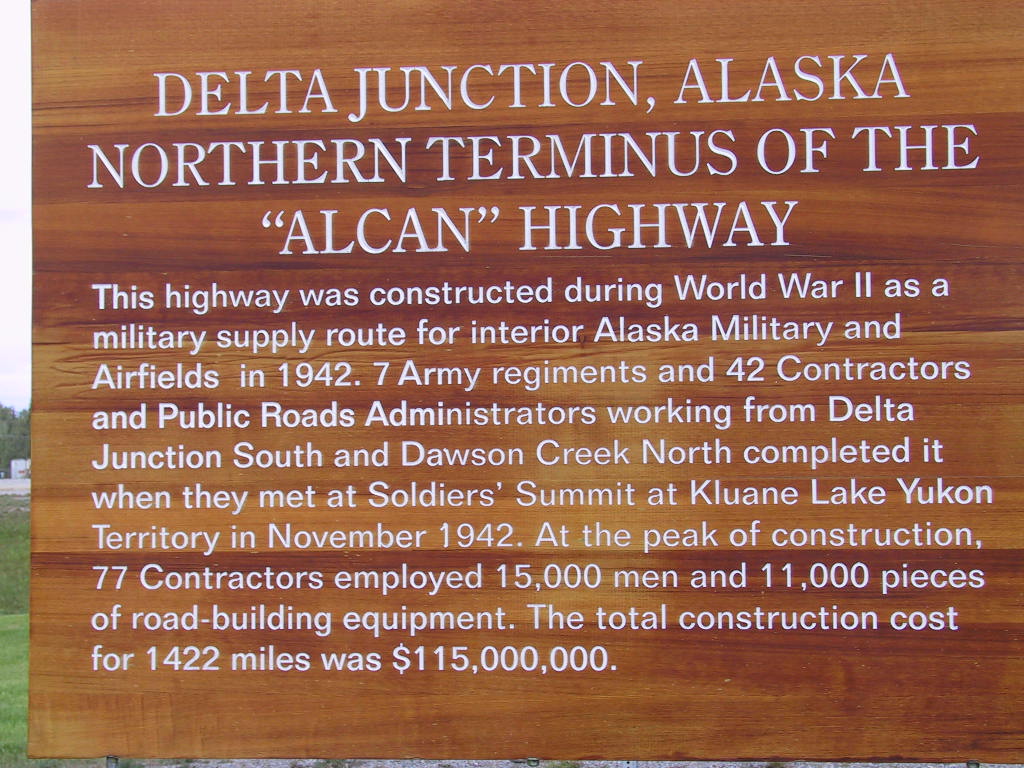 DELTA JUNCTION, ALASKA
NORTHERN TERMINUS OF THE
“ALCAN” HIGHWAY
This highway was constructed during World War II as a
military supply route for interior Alaska Military and
Airfields in 1942. 7 Army regiments and 42 Contractors
and Public Roads Administrators working from Delta
Junction South and Dawson Creek North completed it
when they met at Soldiers’ Summit at Kluane Lake Yukon
Territory in November 1942. At the peak of construction,
77 Contractors employed 15,000 men and 11,000 pieces
of road-building equipment. The total construction cost
for 1422 miles was $115,000,000.